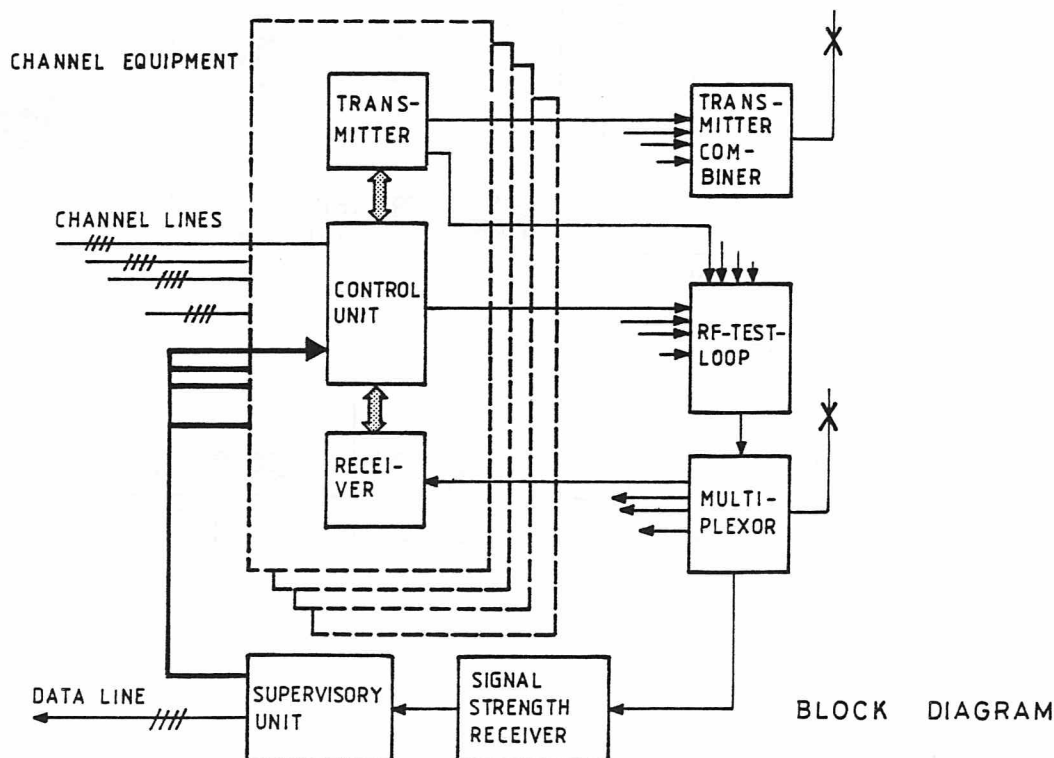 CHANNEL EQUIPMENT
TRANS-
MITTER
TRANS-
MITTER
COM-
BINER
CHANNEL LINES
CONTROL
UNIT
RF-TEST-
LOOP
RECEI-
VER
MULTI-
PLEXOR
DATA LINE
SUPERVISORY
UNIT
SIGNAL
STRENGTH
RECEIVER
BLOCK DIAGRAM